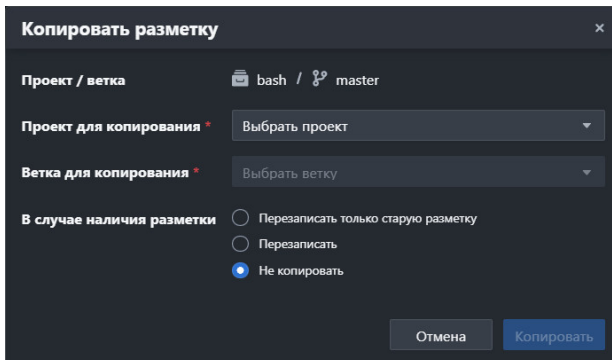 Копировать разметку
Проект / ветка bash / master
Проект для копирования * Выбрать проект
Ветка для копирования * Выбрать ветку
В случае наличия разметки Перезаписать только старую разметку
Перезаписать
Не копировать
Отмена Копировать